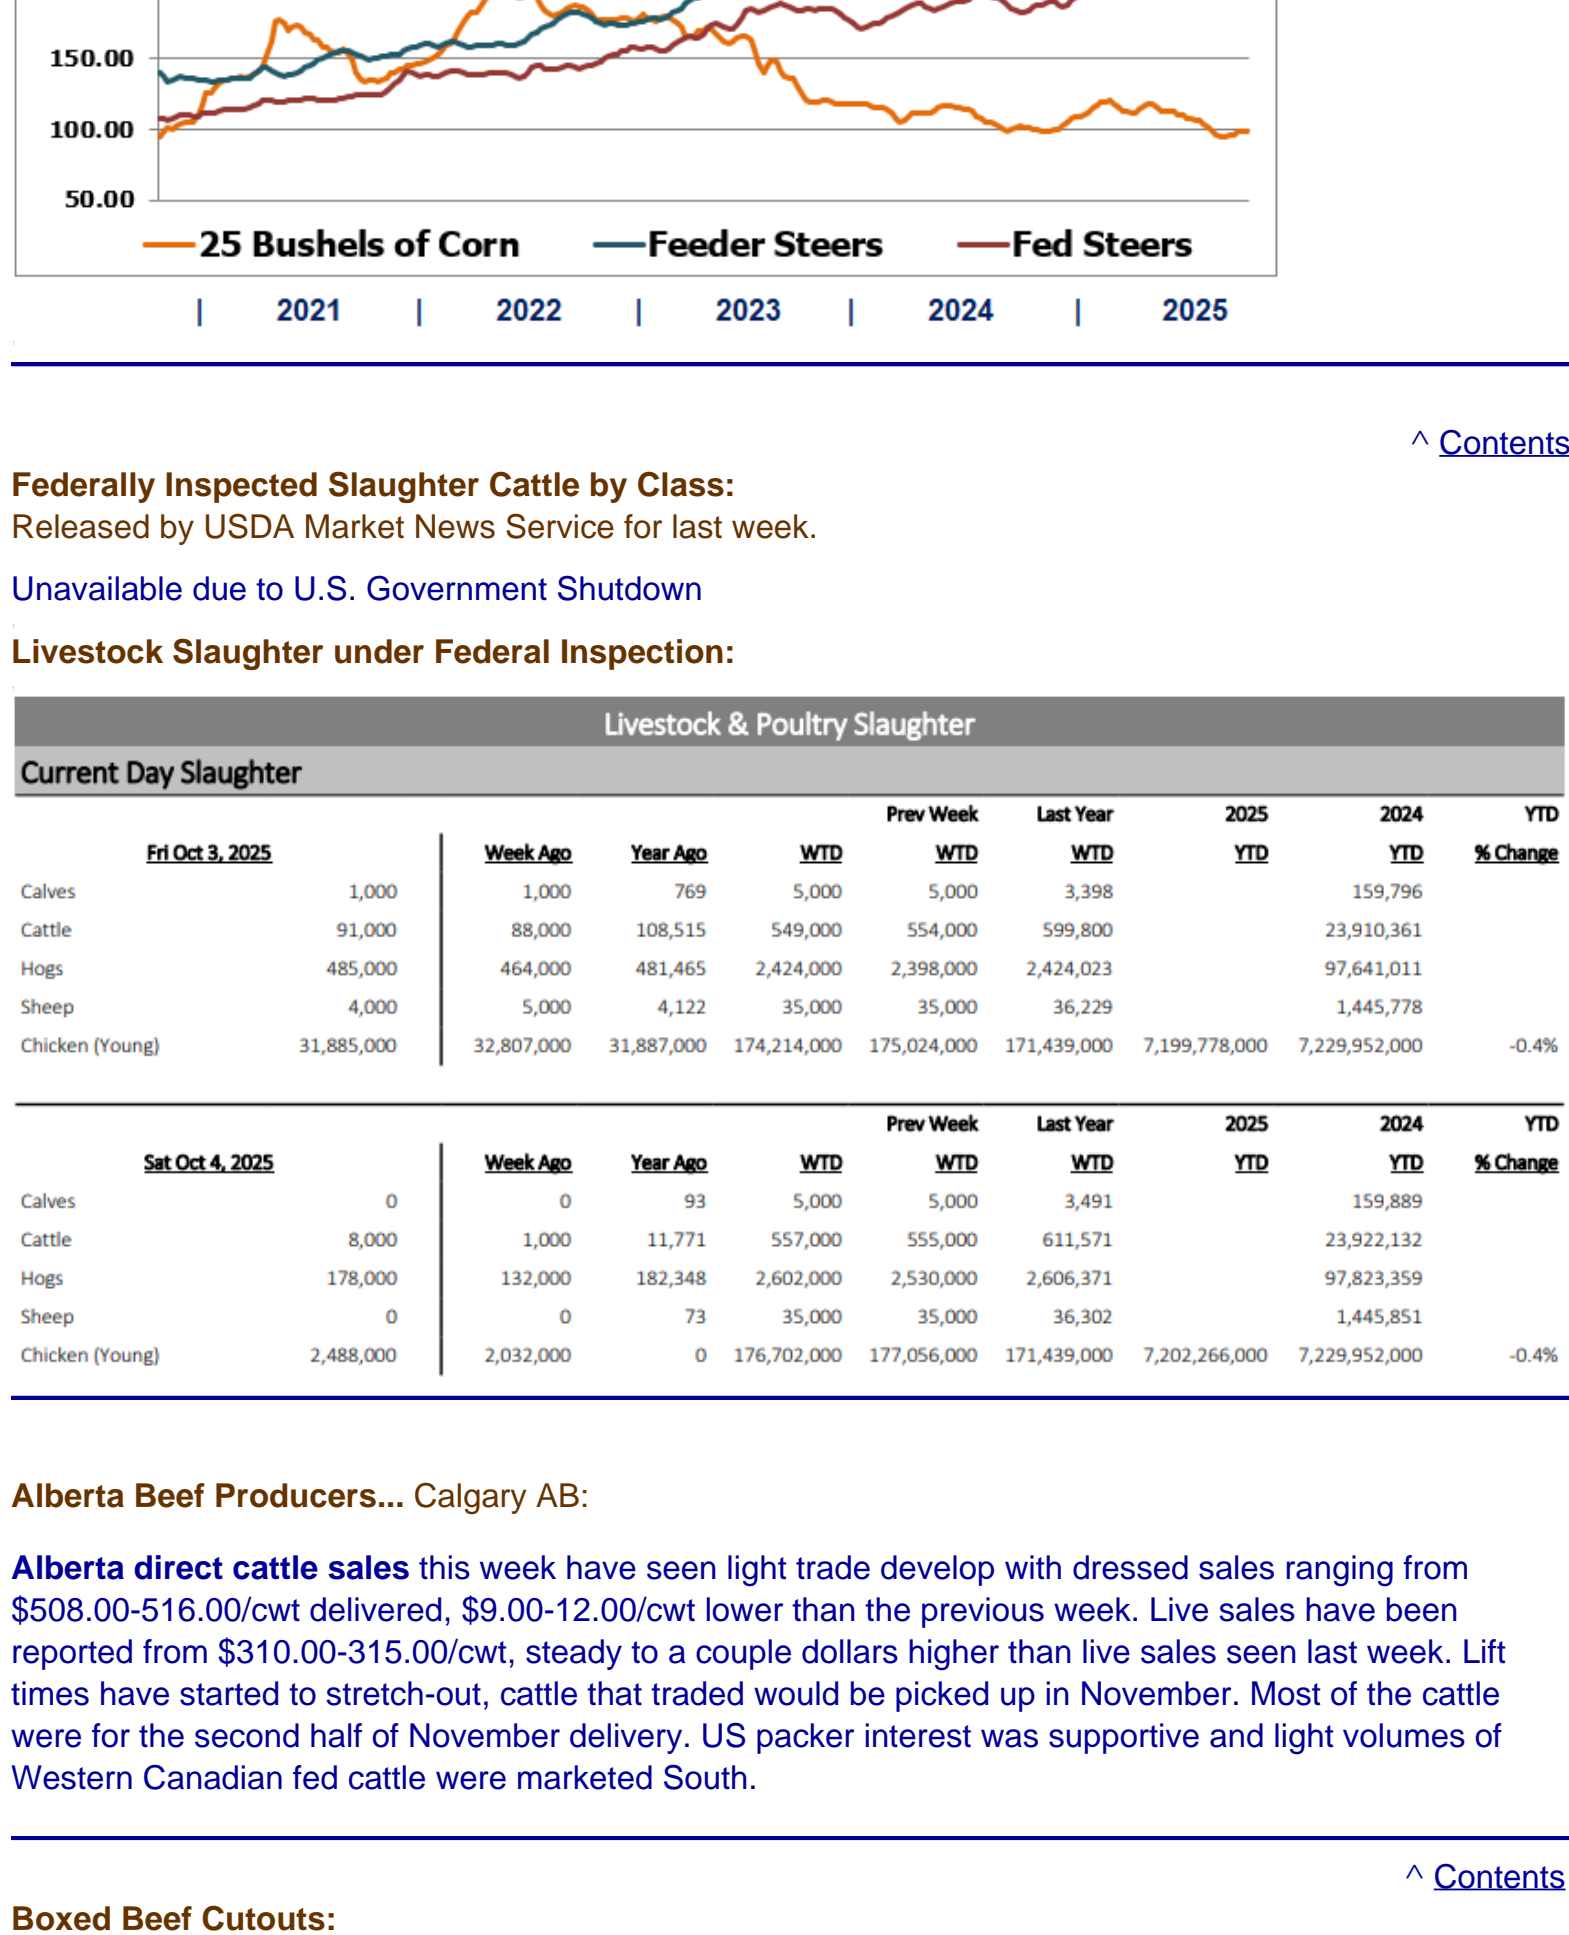 150.00
100.00
50.00
25 Bushels of Corn Feeder Steers Fed Steers
| 2021 | 2022 | 2023 | 2024 | 2025
^ Contents
Federally Inspected Slaughter Cattle by Class:
Released by USDA Market News Service for last week.
Unavailable due to U.S. Government Shutdown
Livestock Slaughter under Federal Inspection:
Livestock & Poultry Slaughter
Current Day Slaughter
Prev Week Last Year 2025 2024 YTD
Fri Oct 3, 2025 Week Ago Year Ago WTD WTD WTD YTD YTD % Change
Calves 1,000 1,000 769 5,000 5,000 3,398 159,796
Cattle 91,000 88,000 108,515 549,000 554,000 599,800 23,910,361
Hogs 485,000 464,000 481,465 2,424,000 2,398,000 2,424,023 97,641,011
Sheep 4,000 5,000 4,122 35,000 35,000 36,229 1,445,778
Chicken (Young) 31,885,000 32,807,000 31,887,000 174,214,000 175,024,000 171,439,000 7,199,778,000 7,229,952,000 -0.4%
Prev Week Last Year 2025 2024 YTD
Sat Oct 4, 2025 Week Ago Year Ago WTD WTD WTD YTD YTD % Change
Calves 0 0 93 5,000 5,000 3,491 159,889
Cattle 8,000 1,000 11,771 557,000 555,000 611,571 23,922,132
Hogs 178,000 132,000 182,348 2,602,000 2,530,000 2,606,371 97,823,359
Sheep 0 0 73 35,000 35,000 36,302 1,445,851
Chicken (Young) 2,488,000 2,032,000 0 176,702,000 177,056,000 171,439,000 7,202,266,000 7,229,952,000 -0.4%
Alberta Beef Producers... Calgary AB:
Alberta direct cattle sales this week have seen light trade develop with dressed sales ranging from
$508.00-516.00/cwt delivered, $9.00-12.00/cwt lower than the previous week. Live sales have been
reported from $310.00-315.00/cwt, steady to a couple dollars higher than live sales seen last week. Lift
times have started to stretch-out, cattle that traded would be picked up in November. Most of the cattle
were for the second half of November delivery. US packer interest was supportive and light volumes of
Western Canadian fed cattle were marketed South.
^ Contents
Boxed Beef Cutouts: